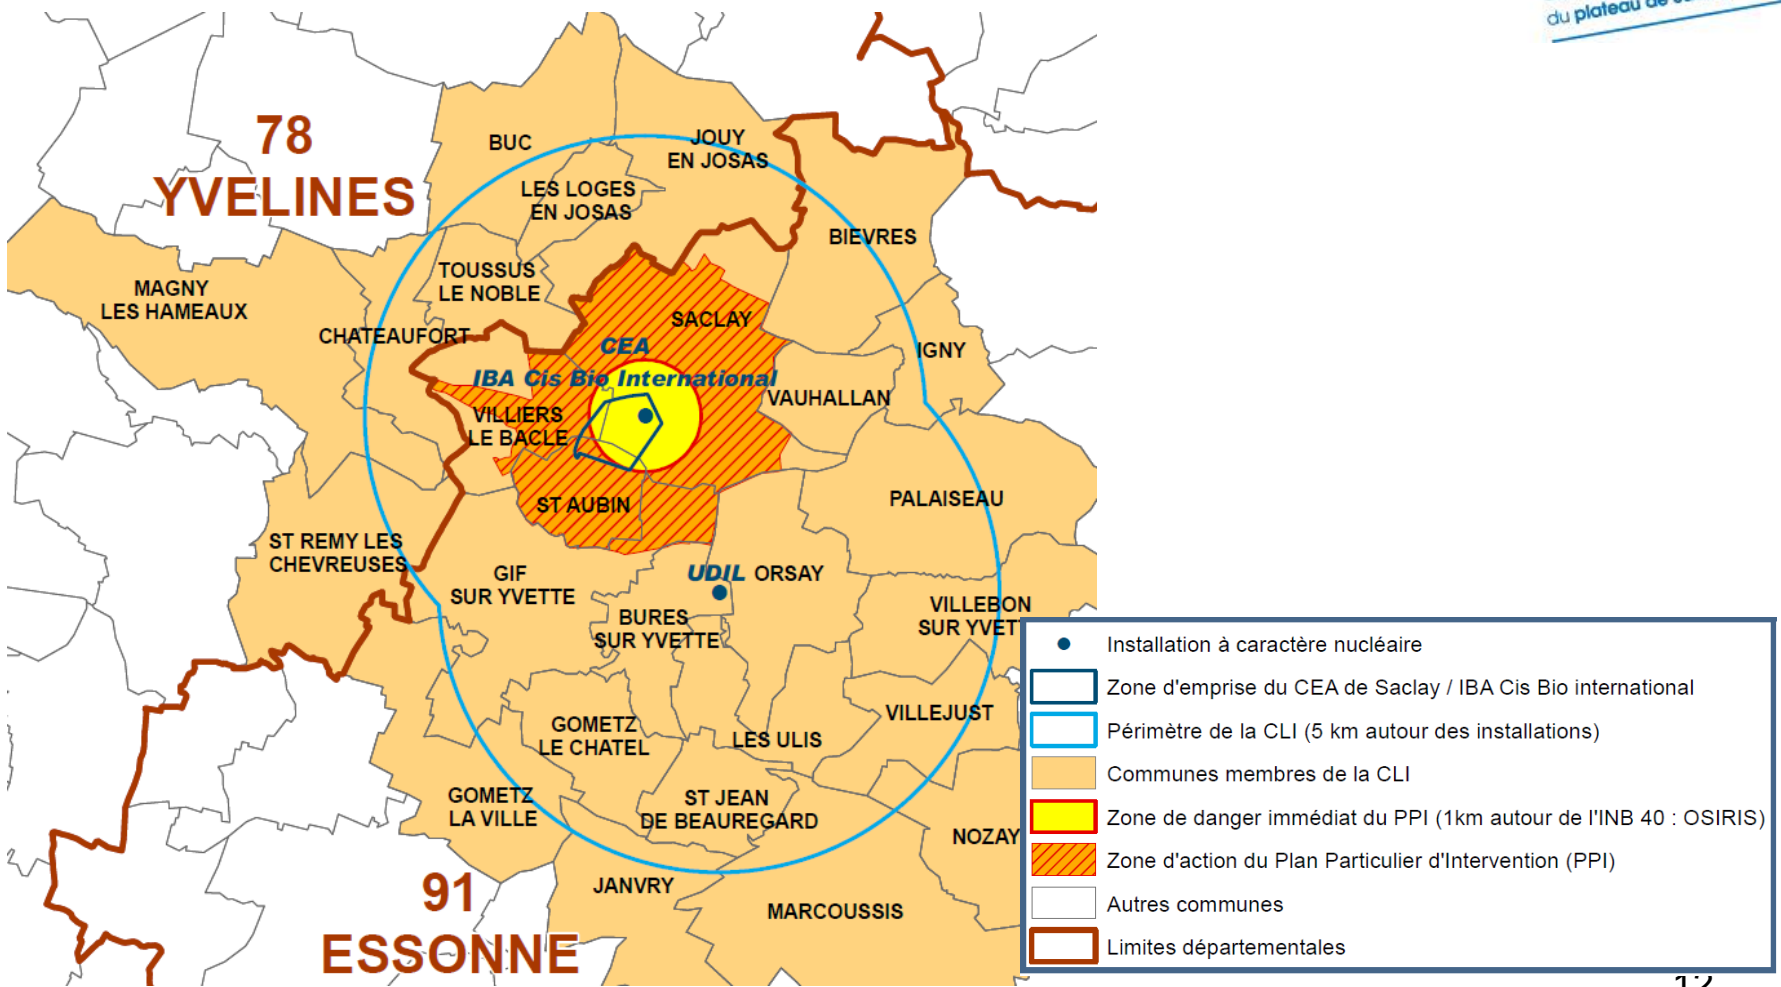 du plateau de
78
YVELINES
BUC
JOUY
EN JOSAS
LES LOGES
EN JOSAS
BIEVRES
TOUSSUS
LE NOBLE
MAGNY
LES HAMEAUX
CHATEAUFORT
SACLAY
CEA
IGNY
IBA Cis Bio International
VAUHALLAN
VILLIERS
LE BACLE
ST AUBIN
PALAISEAU
ST REMY LES
CHEVREUSES
GIF
SUR YVETTE
UDIL
ORSAY
BURES
SUR YVETTE
VILLEBON
SUR YVET
GOMETZ
LE CHATEL
LES ULIS
VILLEJUST
GOMETZ
LA VILLE
ST JEAN
DE BEAUREGARD
NOZAY
JANVRY
MARCOUSSIS
91
ESSONNE
Installation à caractère nucléaire
Zone d'emprise du CEA de Saclay / IBA Cis Bio international
Périmètre de la CLI (5 km autour des installations)
Communes membres de la CLI
Zone de danger immédiat du PPI (1km autour de l'INB 40 : OSIRIS)
Zone d'action du Plan Particulier d'Intervention (PPI)
Autres communes
Limites départementales
12